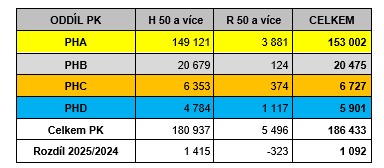 ODDÍL PK H 50 a více R 50 a více CELKEM
PHA 149 121 3 881 153 002
PHB 20 679 124 20 475
PHC 6 353 374 6 727
PHD 4 784 1 117 5 901
Celkem PK 180 937 5 496 186 433
Rozdíl 2025/2024 1 415 -323 1 092